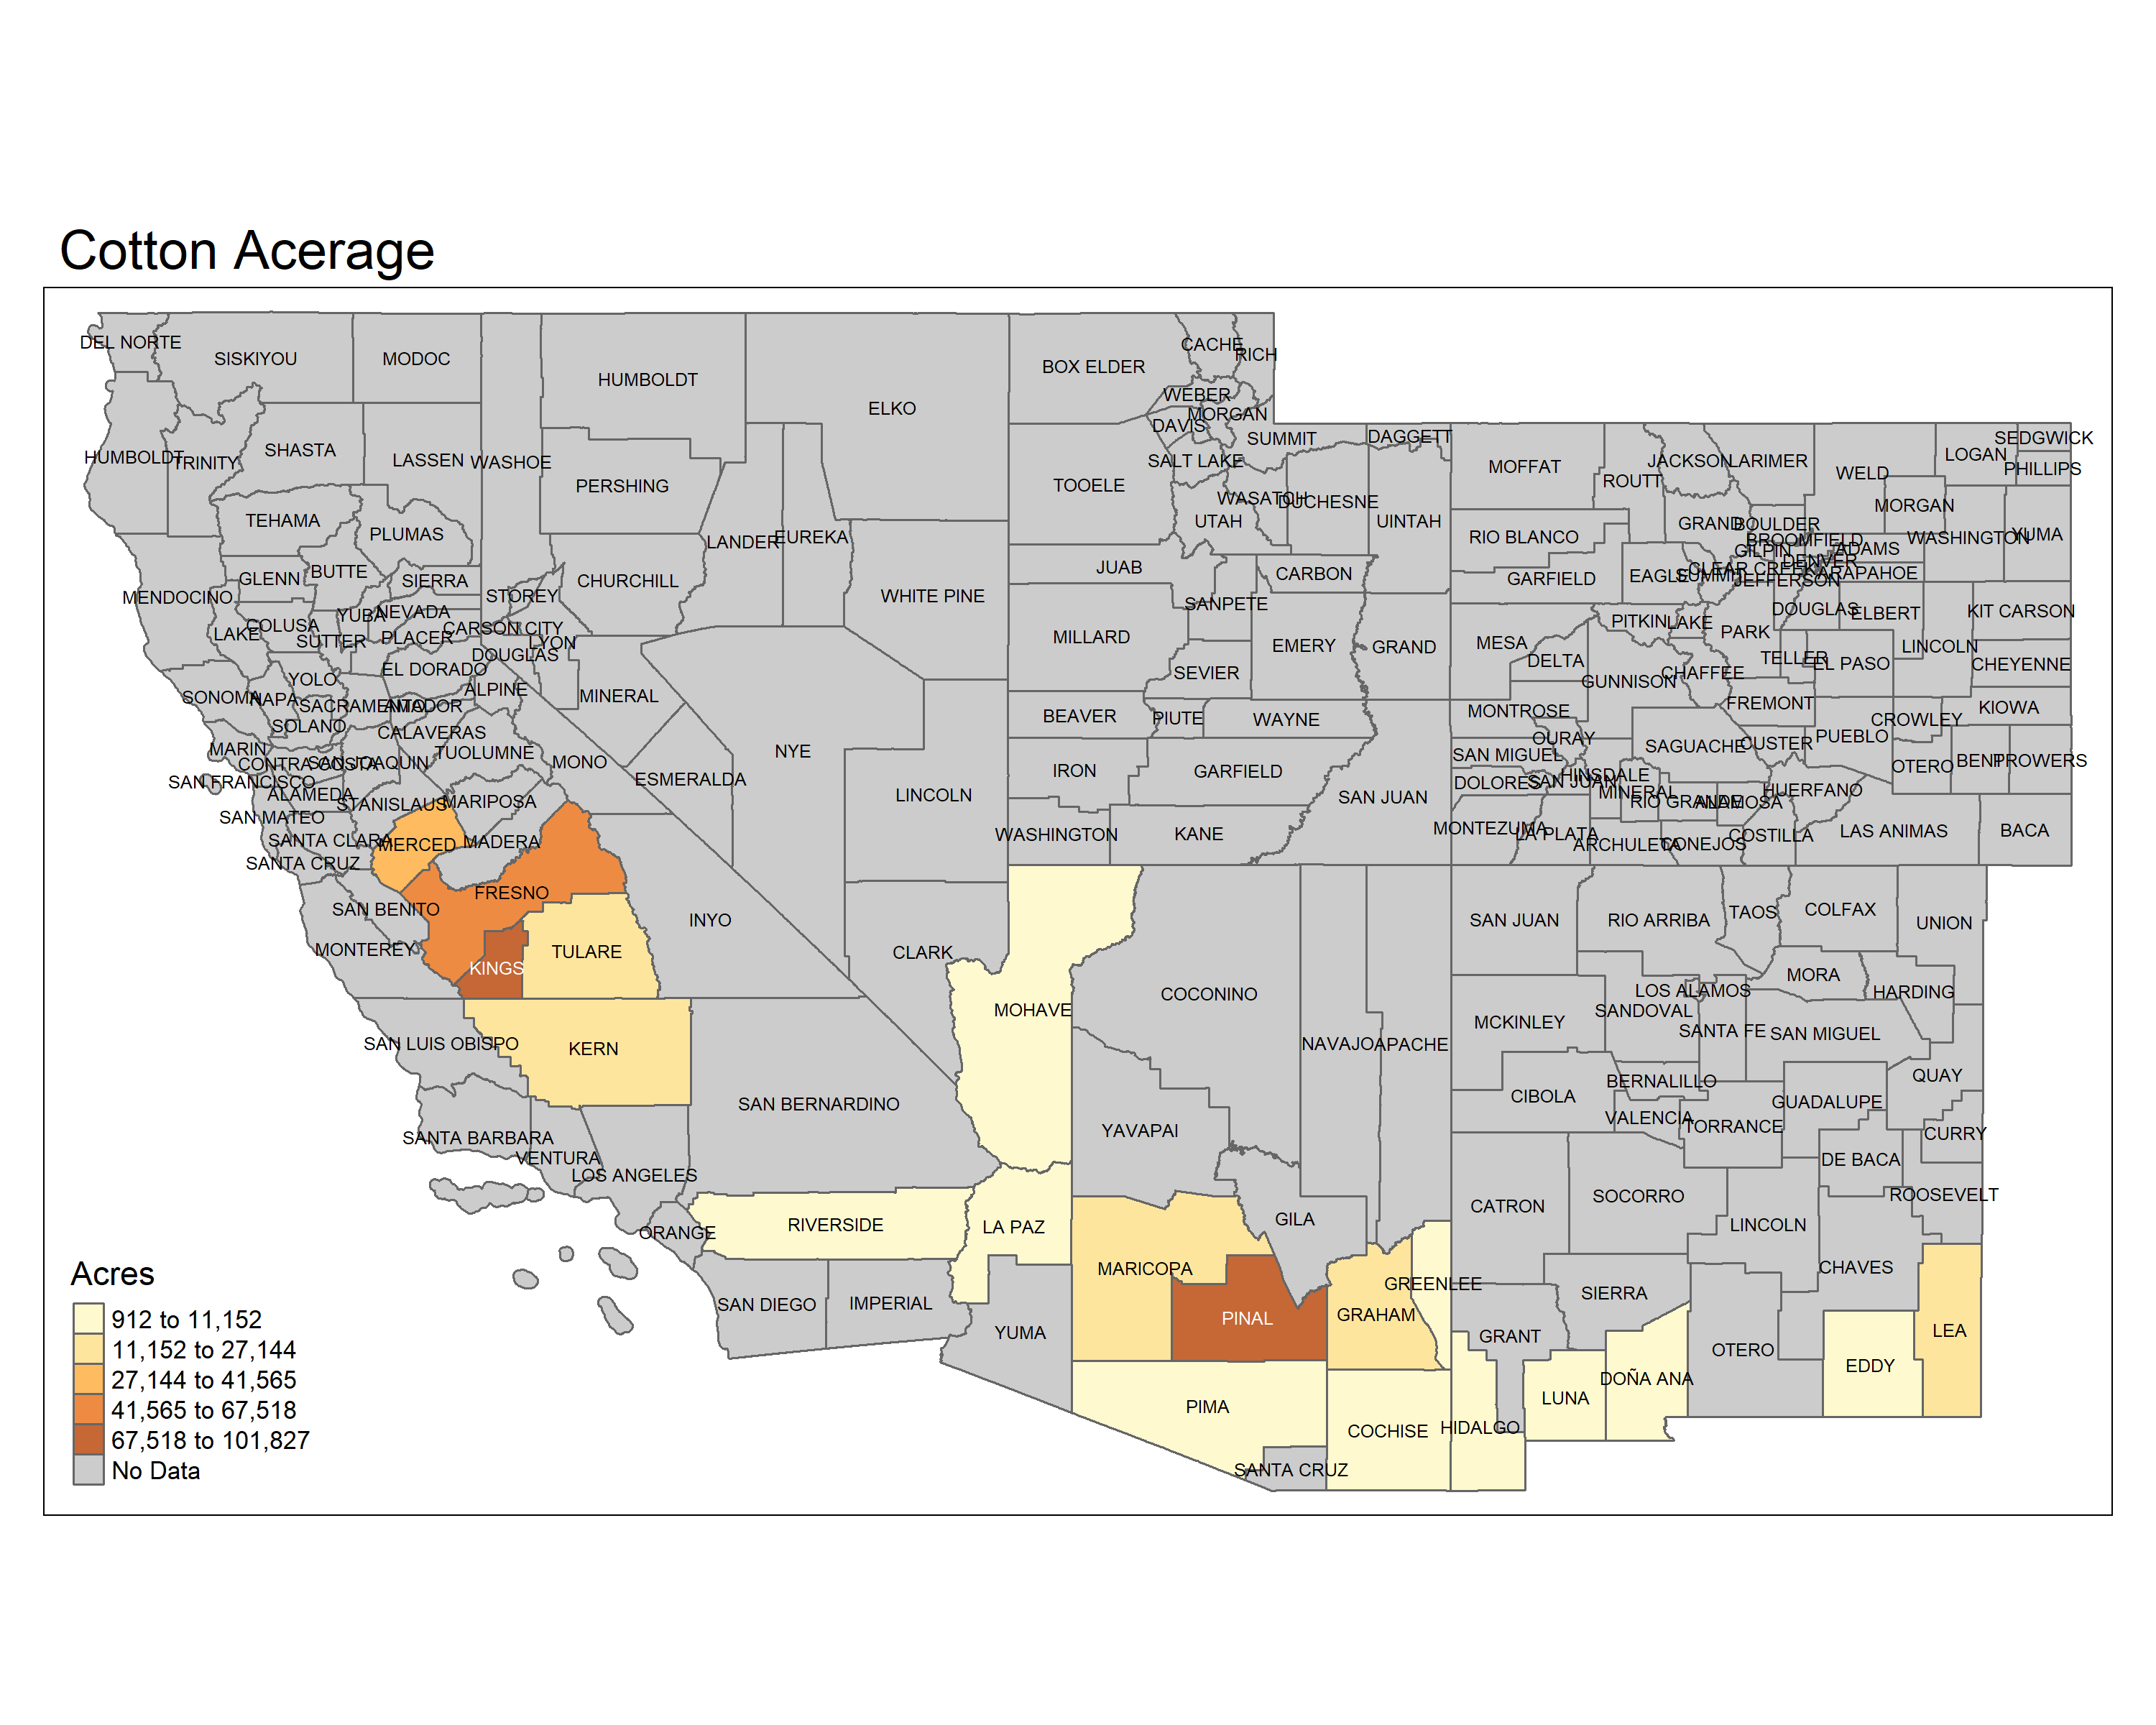 Cotton Acerage
DEL NORTE
SISKIYOU
MODOC
HUMBOLDT
ELKO
BOX ELDER
CACHE
RICH
WEBER
MORGAN
DAVIS
SUMMIT
DAGGETT
HUMBOLDT
TRINITY
SHASTA
LASSEN
WASHOE
PERSHING
TOOELE
SALT LAKE
WASATCH
DUCHESNE
UTAH
UINTAH
MOFFAT
ROUTT
JACKSON
LARIMER
WELD
LOGAN
SEDGWICK
PHILLIPS
MORGAN
TEHAMA
PLUMAS
LANDER
EUREKA
RIO BLANCO
GRAND
BOULDER
BROOMFIELD
GILPIN
ADAMS
DENVER
WASHINGTON
YUMA
GLENN
BUTTE
SIERRA
CHURCHILL
JUAB
CARBON
GARFIELD
EAGLE
SUMMIT
CLEAR CREEK
JEFFERSON
ARAPAHOE
MENDOCINO
STOREY
WHITE PINE
SANPETE
LAKE
COLUSA
YUBA
NEVADA
SUTTER
PLACER
CARSON CITY
LYON
DOUGLAS
MILLARD
EMERY
GRAND
MESA
PITKIN
LAKE
PARK
DOUGLAS
ELBERT
KIT CARSON
LINCOLN
YOLO
EL DORADO
ALPINE
MINERAL
SEVIER
DELTA
GUNNISON
CHAFFEE
TELLER
EL PASO
CHEYENNE
SONOMA
NAPA
SACRAMENTO
AMADOR
SOLANO
CALAVERAS
BEAVER
PIUTE
WAYNE
MONTROSE
FREMONT
CROWLEY
KIOWA
MARIN
CONTRA COSTA
SAN JOAQUIN
TUOLUMNE
MONO
NYE
OURAY
SAN MIGUEL
SAGUACHE
CUSTER
PUEBLO
OTERO
BENT
PROWERS
SAN FRANCISCO
ALAMEDA
STANISLAUS
MARIPOSA
ESMERALDA
LINCOLN
IRON
GARFIELD
SAN JUAN
DOLORES
SAN JUAN
HINSDALE
MINERAL
RIO GRANDE
ALAMOSA
HUERFANO
SAN MATEO
SANTA CLARA
MERCED
MADERA
SANTA CRUZ
WASHINGTON
KANE
MONTEZUMA
LA PLATA
ARCHULETA
CONEJOS
COSTILLA
LAS ANIMAS
BACA
FRESNO
SAN BENITO
MONTEREY
INYO
KINGS
TULARE
CLARK
MOHAVE
COCONINO
SAN JUAN
RIO ARRIBA
TAOS
COLFAX
UNION
MORA
HARDING
LOS ALAMOS
SANDOVAL
SANTA FE
SAN MIGUEL
MCKINLEY
NAVAJO
APACHE
SAN LUIS OBISPO
KERN
SAN BERNARDINO
YAVAPAI
CIBOLA
BERNALILLO
VALENCIA
TORRANCE
GUADALUPE
QUAY
CURRY
DE BACA
ROOSEVELT
SANTA BARBARA
VENTURA
LOS ANGELES
ORANGE
RIVERSIDE
LA PAZ
GILA
CATRON
SOCORRO
LINCOLN
CHAVES
MARICOPA
PINAL
GRAHAM
GREENLEE
SIERRA
SAN DIEGO
IMPERIAL
YUMA
GRANT
OTERO
EDDY
LEA
PIMA
COCHISE
HIDALGO
LUNA
DOÑA ANA
SANTA CRUZ
Acres
912 to 11,152
11,152 to 27,144
27,144 to 41,565
41,565 to 67,518
67,518 to 101,827
No Data